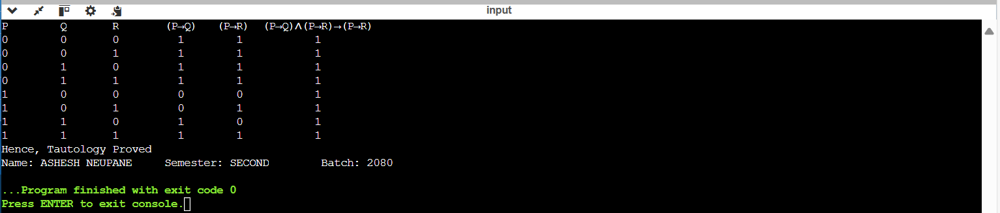 input
P Q R (P→Q) (P→R) (P→Q)∧(P→R)→(P→R)
0 0 0 1 1 1
0 0 1 1 1 1
0 1 0 1 1 1
0 1 1 1 1 1
1 0 0 0 0 1
1 0 1 0 1 1
1 1 0 1 0 1
1 1 1 1 1 1
Hence, Tautology Proved
Name: ASHESH NEUPANE Semester: SECOND Batch: 2080
...Program finished with exit code 0
Press ENTER to exit console.